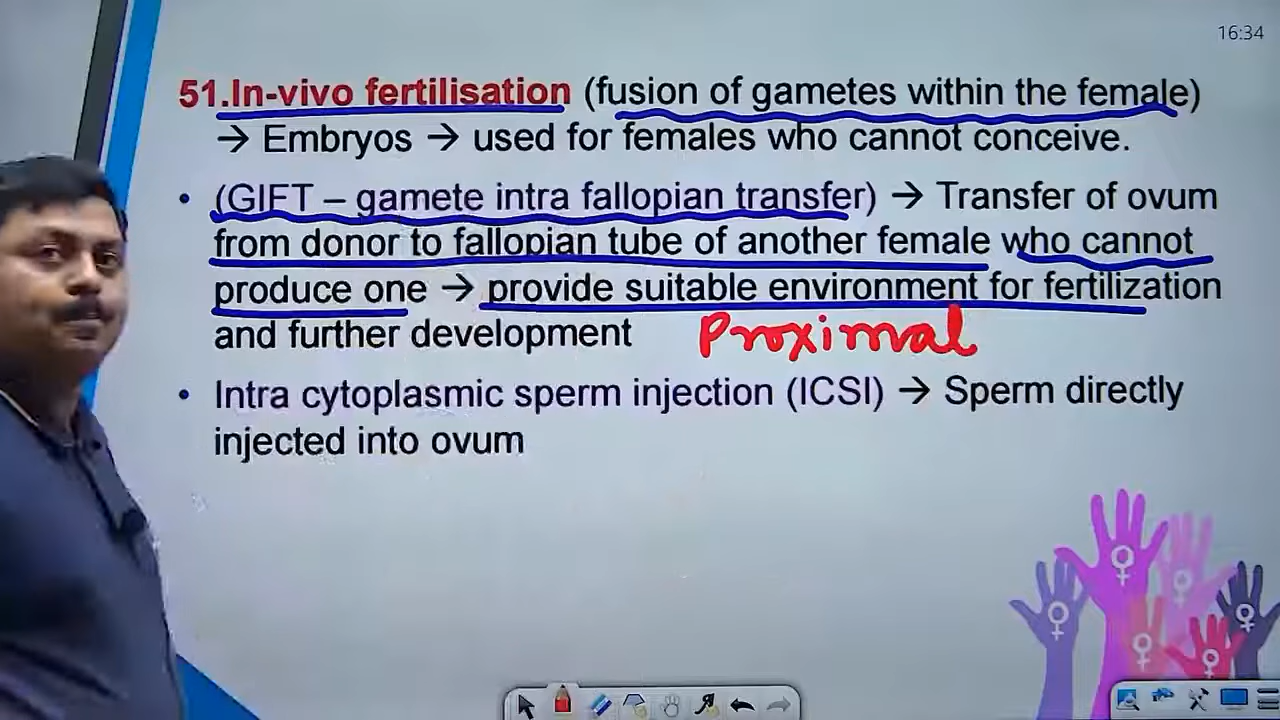 16:34
51.In-vivo fertilisation (fusion of gametes within the female)
→ Embryos → used for females who cannot conceive.
• (GIFT – gamete intra fallopian transfer) → Transfer of ovum
from donor to fallopian tube of another female who cannot
produce one → provide suitable environment for fertilization
and further development Proximal
• Intra cytoplasmic sperm injection (ICSI) → Sperm directly
injected into ovum